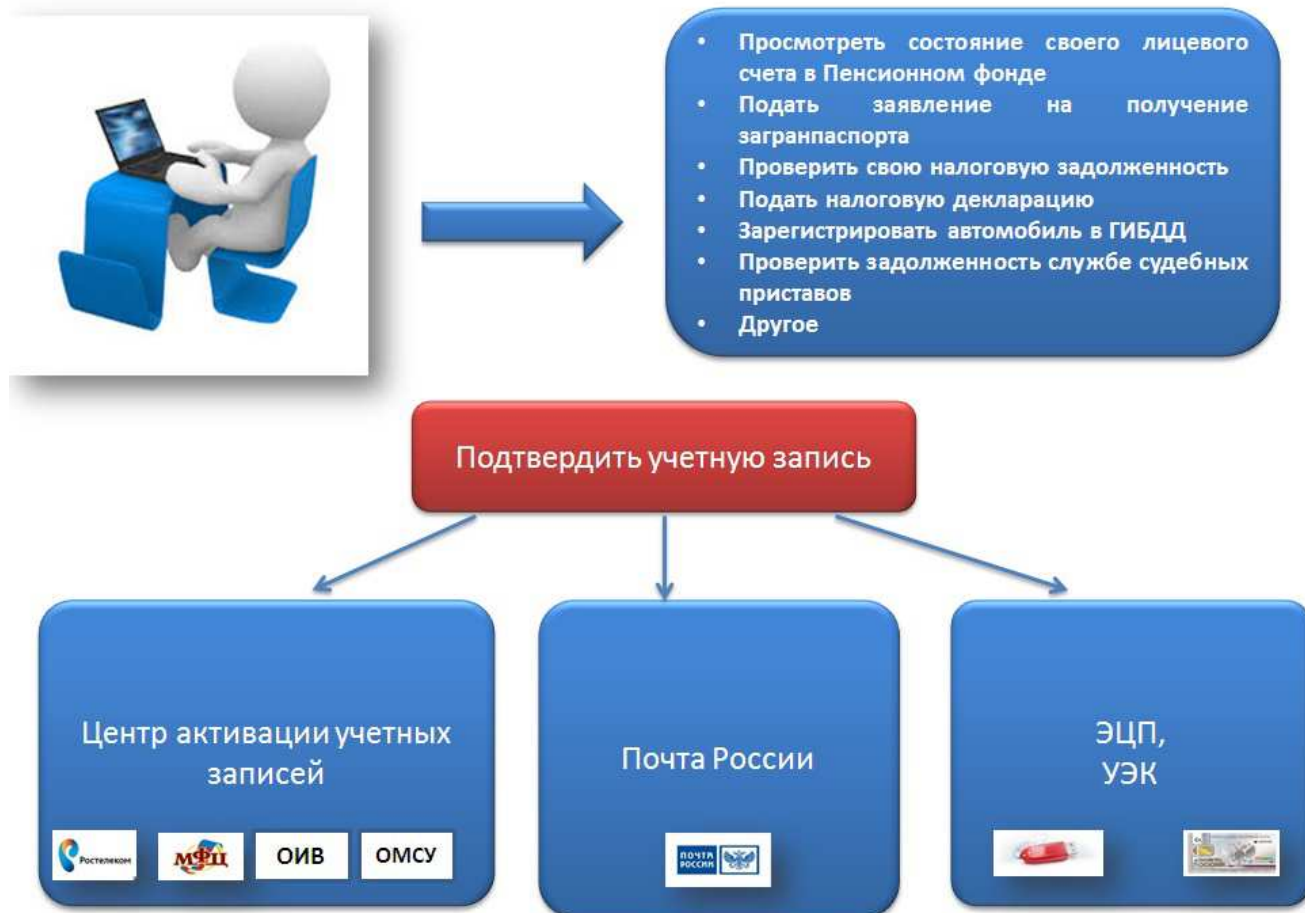 • Просмотреть состояние своего лицевого
счета в Пенсионном фонде
• Подать заявление на получение
загранпаспорта
• Проверить свою налоговую задолженность
• Подать налоговую декларацию
• Зарегистрировать автомобиль в ГИБДД
• Проверить задолженность службе судебных
приставов
• Другое
Подтвердить учетную запись
Центр активации учетных
записей
Ростелеком
МФЦ
ОИВ
ОМСУ
Почта России
ПОЧТА
РОССИИ
ЭЦП,
УЭК